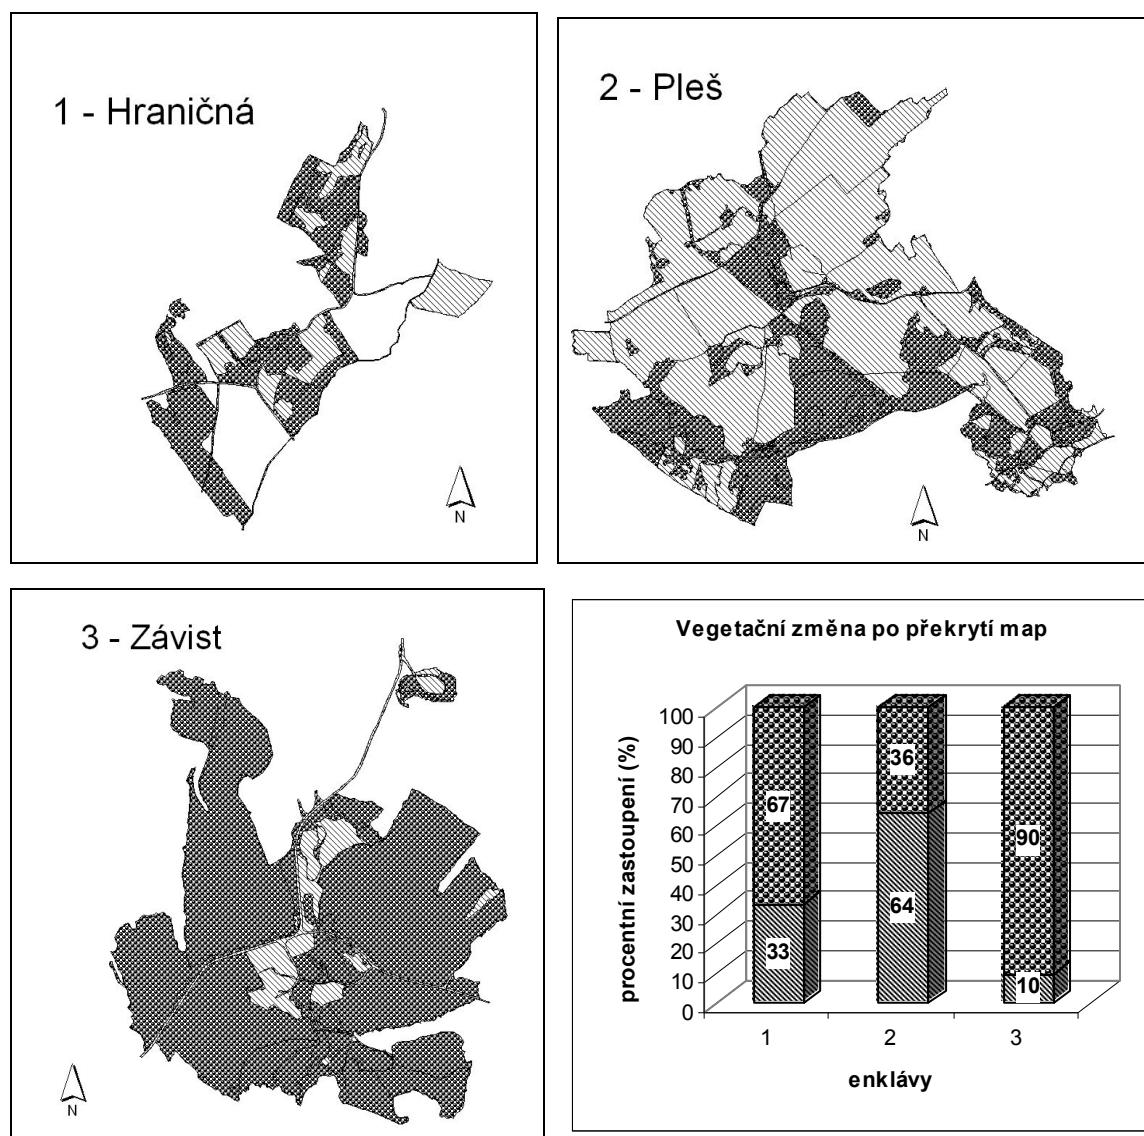 1 - Hraničná
N
2 - Pleš
N
3 - Závist
N
Vegetační změna po překrytí map
procentní zastoupení (%)
100
90
80
70
60
50
40
30
20
10
0
67
33
36
64
90
10
1 2 3
enklávy